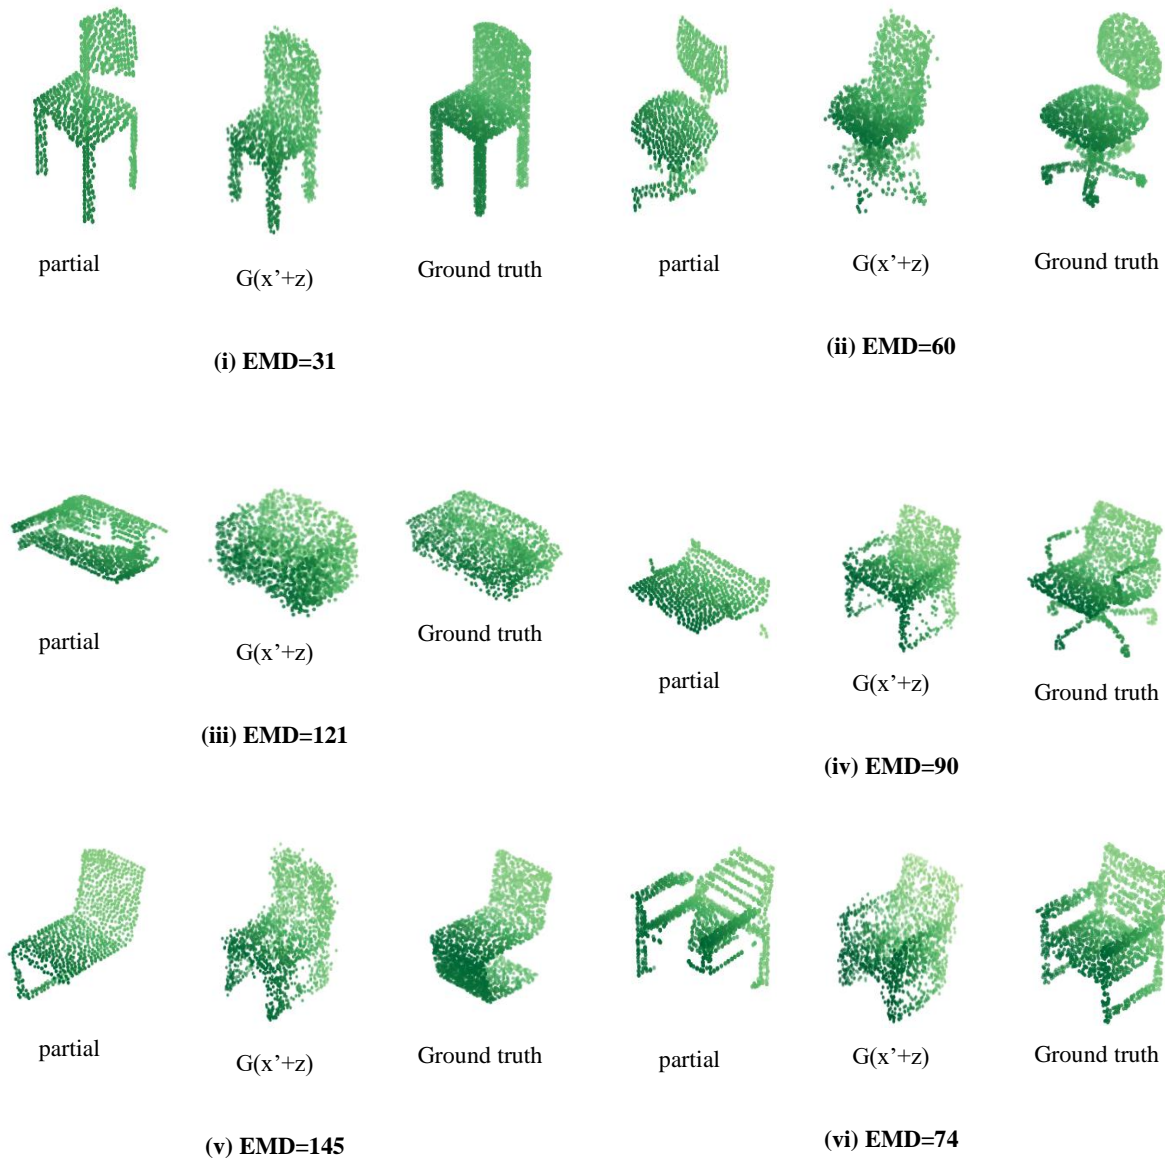 partial
G(x’+z)
Ground truth
(i) EMD=31
partial
G(x’+z)
Ground truth
(ii) EMD=60
partial
G(x’+z)
Ground truth
(iii) EMD=121
partial
G(x’+z)
Ground truth
(iv) EMD=90
partial
G(x’+z)
Ground truth
(v) EMD=145
partial
G(x’+z)
Ground truth
(vi) EMD=74